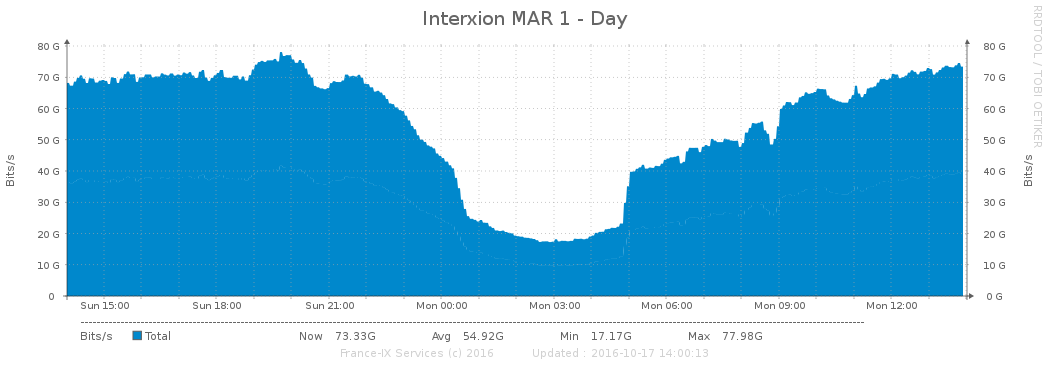 Interxion MAR 1 - Day
RRDTOOL / TOBI OETIKER
80 G 80 G
70 G 70 G
60 G 60 G
50 G 50 G
40 G 40 G
30 G 30 G
20 G 20 G
10 G 10 G
0 0 G
Bits/s Bits/s
Sun 15:00 Sun 18:00 Sun 21:00 Mon 00:00 Mon 03:00 Mon 06:00 Mon 09:00 Mon 12:00
Bits/s Total Now 73.33G Avg 54.92G Min 17.17G Max 77.98G
France-IX Services (c) 2016 Updated : 2016-10-17 14:00:13